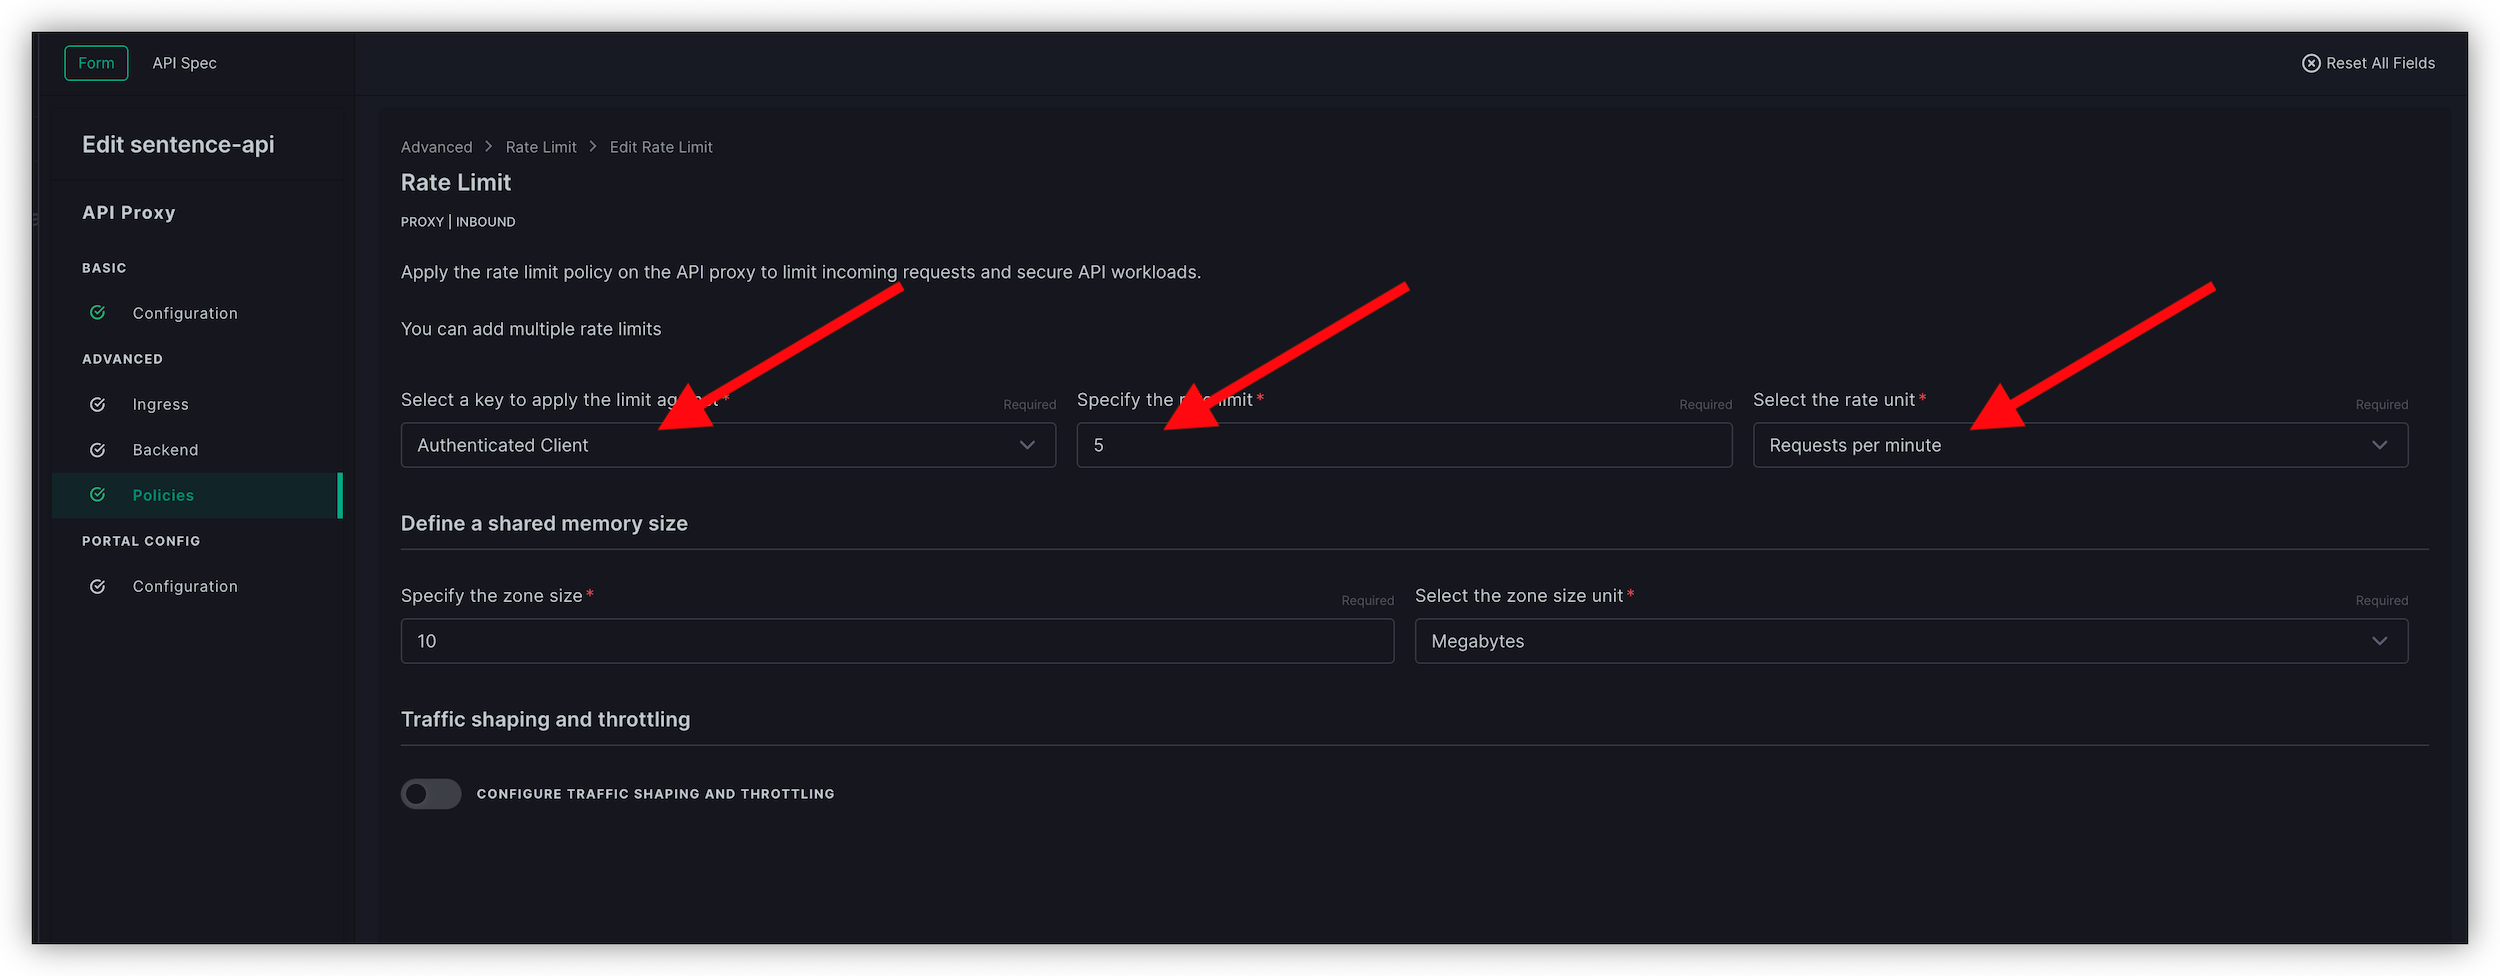 Form
API Spec
Reset All Fields
Edit sentence-api
API Proxy
BASIC
Configuration
ADVANCED
Ingress
Backend
Policies
PORTAL CONFIG
Configuration
Advanced > Rate Limit > Edit Rate Limit
Rate Limit
PROXY | INBOUND
Apply the rate limit policy on the API proxy to limit incoming requests and secure API workloads.
You can add multiple rate limits
Select a key to apply the limit against*
Required
Authenticated Client
Specify the rate limit*
Required
5
Select the rate unit*
Required
Requests per minute
Define a shared memory size
Specify the zone size*
Required
10
Select the zone size unit*
Required
Megabytes
Traffic shaping and throttling
CONFIGURE TRAFFIC SHAPING AND THROTTLING